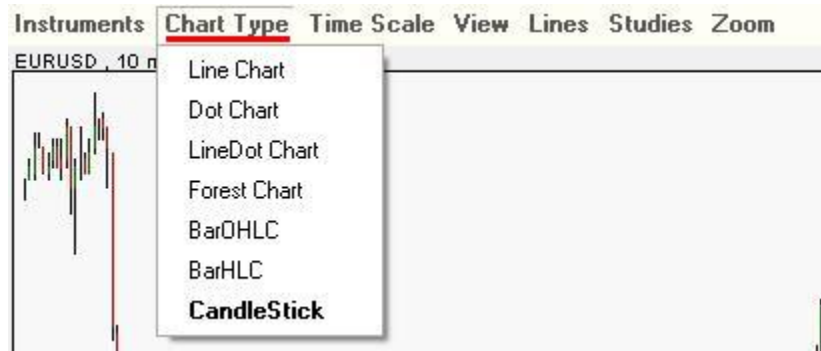 Instruments Chart Type Time Scale View Lines Studies Zoom
EURUSD , 10
Line Chart
Dot Chart
LineDot Chart
Forest Chart
BarOHLC
BarHLC
CandleStick